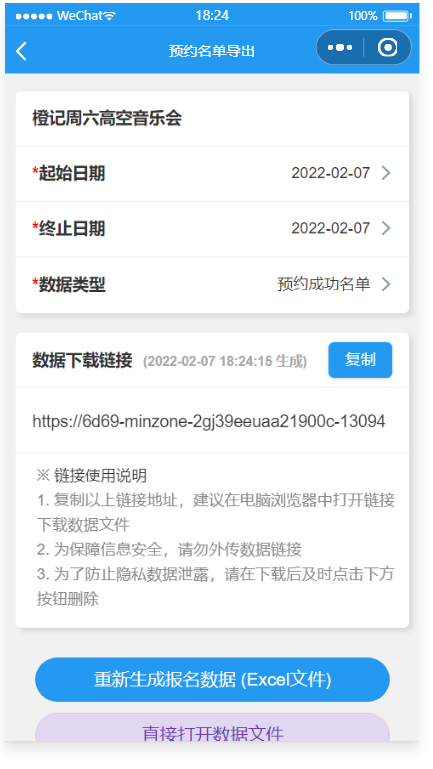 WeChat
18:24
100%
预约名单导出
橙记周六高空音乐会
*起始日期
2022-02-07
*终止日期
2022-02-07
*数据类型
预约成功名单
数据下载链接 (2022-02-07 18:24:15 生成)
复制
https://6d69-minzone-2gj39eeuaa21900c-13094
※ 链接使用说明
1. 复制以上链接地址，建议在电脑浏览器中打开链接
下载数据文件
2. 为保障信息安全，请勿外传数据链接
3. 为了防止隐私数据泄露，请在下载后及时点击下方
按钮删除
重新生成报名数据 (Excel文件)
直接打开数据文件